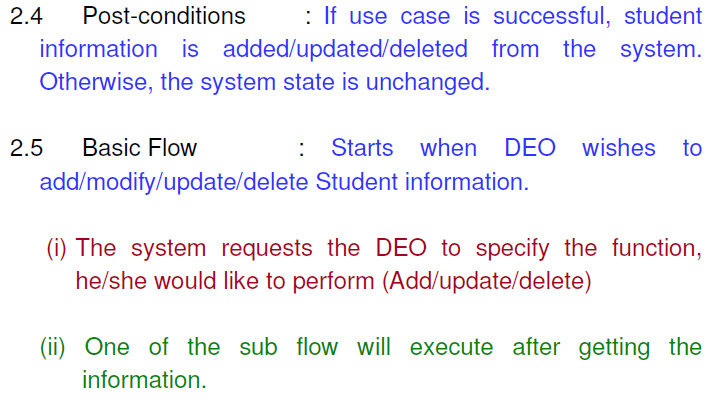 2.4 Post-conditions : If use case is successful, student
information is added/updated/deleted from the system.
Otherwise, the system state is unchanged.
2.5 Basic Flow : Starts when DEO wishes to
add/modify/update/delete Student information.
(i) The system requests the DEO to specify the function,
he/she would like to perform (Add/update/delete)
(ii) One of the sub flow will execute after getting the
information.